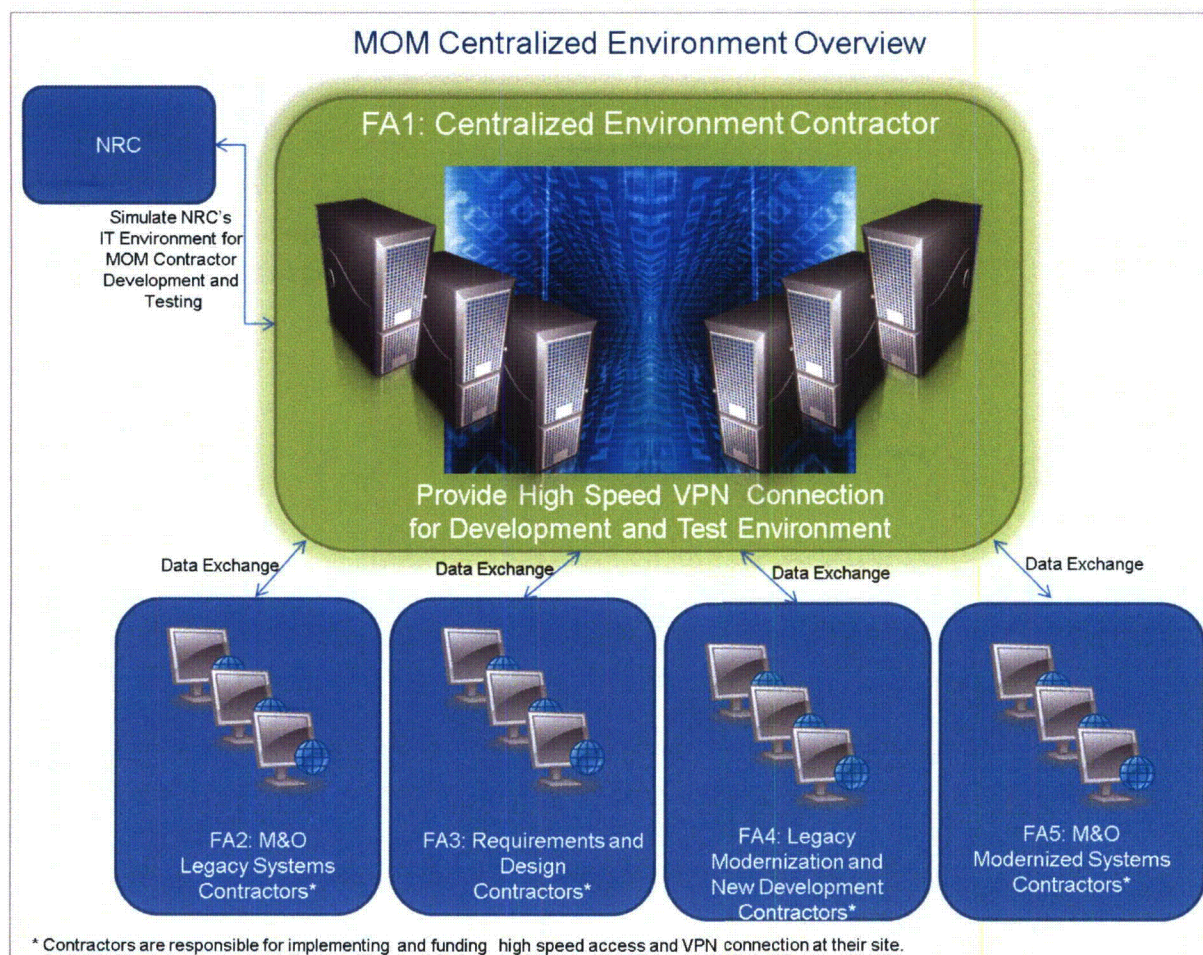 MOM Centralized Environment Overview
NRC
FA1: Centralized Environment Contractor
Simulate NRC's
IT Environment for
MOM Contractor
Development and
Testing
Provide High Speed VPN Connection
for Development and Test Environment
Data Exchange
Data Exchange
Data Exchange
Data Exchange
FA2: M&O
Legacy Systems
Contractors*
FA3: Requirements and
Design
Contractors*
FA4: Legacy
Modernization and
New Development
Contractors*
FA5: M&O
Modernized Systems
Contractors*
* Contractors are responsible for implementing and funding high speed access and VPN connection at their site.